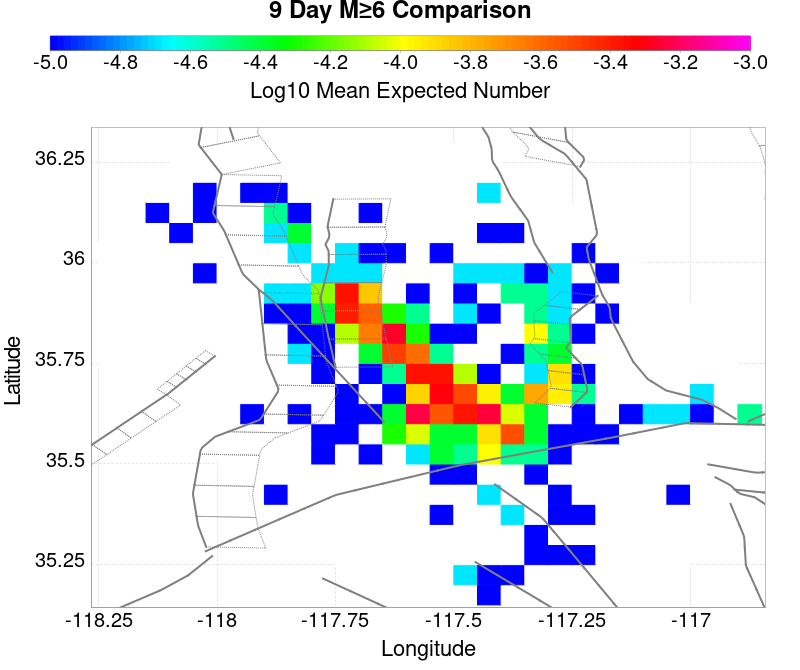 9 Day M≥6 Comparison
-5.0 -4.8 -4.6 -4.4 -4.2 -4.0 -3.8 -3.6 -3.4 -3.2 -3.0
Log10 Mean Expected Number
36.25
36
35.75
35.5
35.25
Latitude
-118.25 -118 -117.75 -117.5 -117.25 -117
Longitude